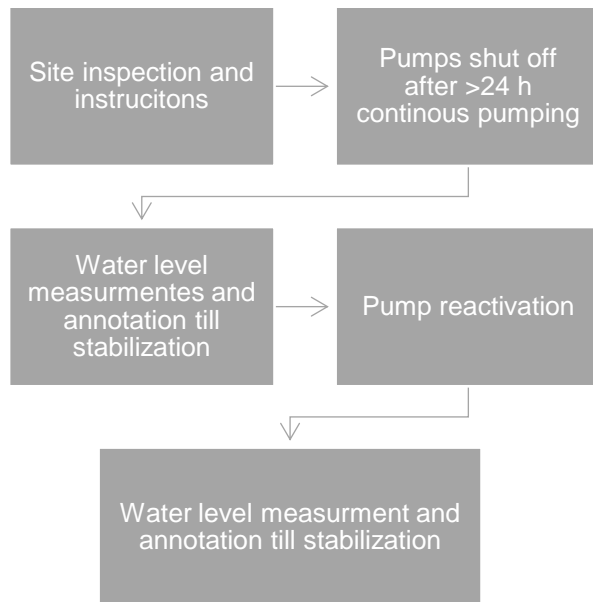 Site inspection and
instrucitons
Pumps shut off
after >24 h
continous pumping
Water level
measurmentes and
annotation till
stabilization
Pump reactivation
Water level measurment and
annotation till stabilization